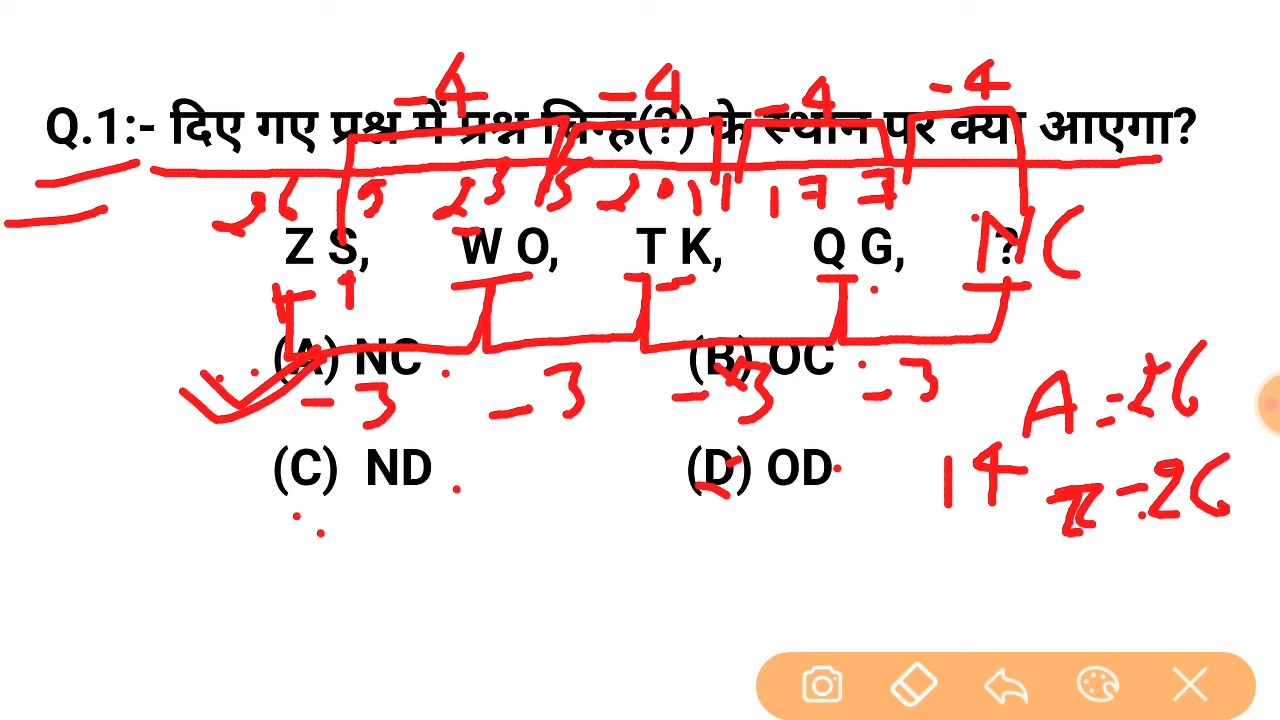 -4 -4 -4 -4
Q.1:- दिए गए प्रश्न में प्रश्न चिन्ह(?) के स्थान पर क्या आएगा?
26 9 23 15 20 11 17 7
Z S, W O, T K, Q G, ? NC
(A) NC (B) OC
-3 -3 -3 -3
A = 26
(C) ND (D) OD
14 Z - 26